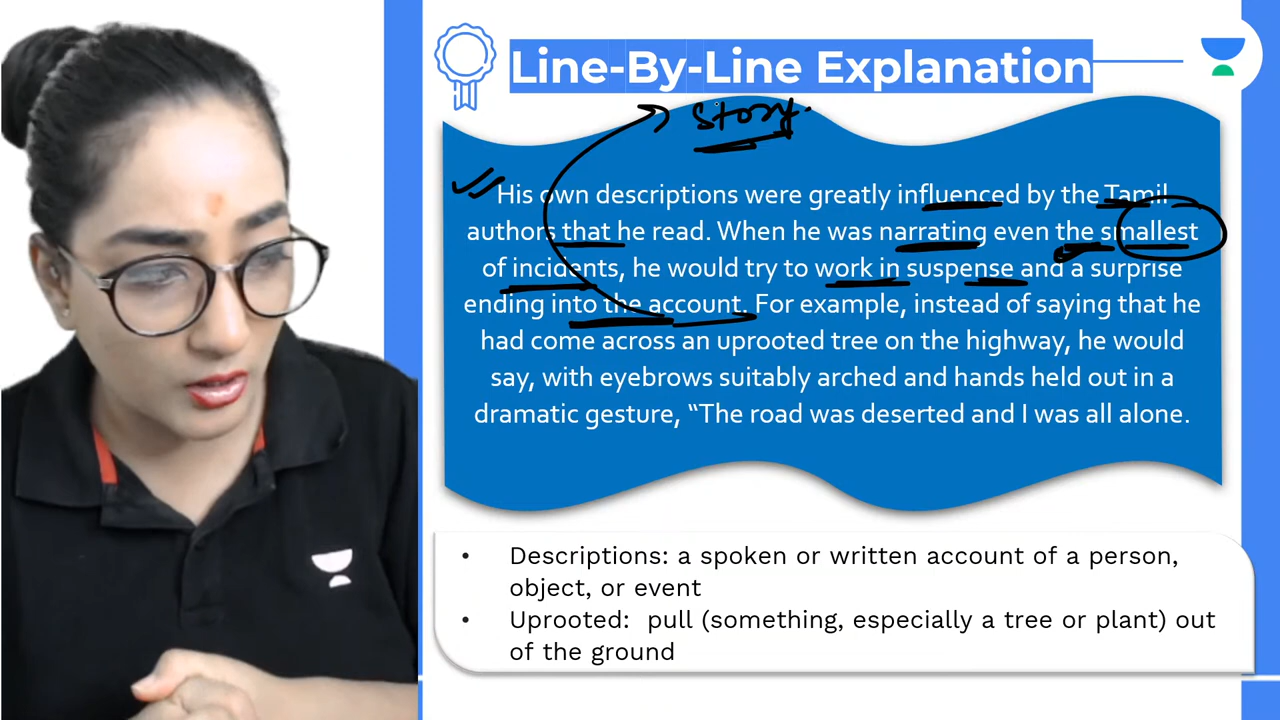 Line-By-Line Explanation
story.
His own descriptions were greatly influenced by the Tamil
authors that he read. When he was narrating even the smallest
of incidents, he would try to work in suspense and a surprise
ending into the account. For example, instead of saying that he
had come across an uprooted tree on the highway, he would
say, with eyebrows suitably arched and hands held out in a
dramatic gesture, “The road was deserted and I was all alone.
• Descriptions: a spoken or written account of a person,
object, or event
• Uprooted: pull (something, especially a tree or plant) out
of the ground